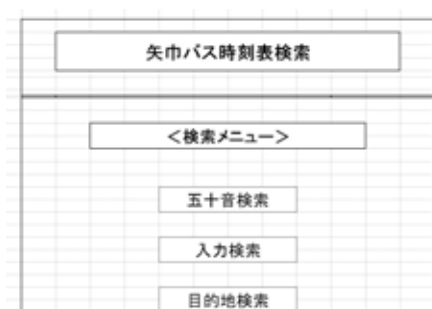 矢巾バス時刻表検索
＜検索メニュー＞
五十音検索
入力検索
目的地検索